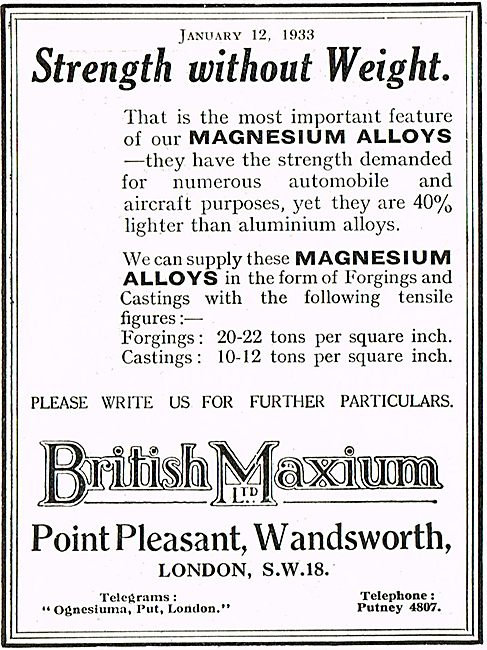 January 12, 1933
Strength without Weight.
That is the most important feature
of our MAGNESIUM ALLOYS
—they have the strength demanded
for numerous automobile and
aircraft purposes, yet they are 40%
lighter than aluminium alloys.
We can supply these MAGNESIUM
ALLOYS in the form of Forgings and
Castings with the following tensile
figures :—
Forgings : 20-22 tons per square inch.
Castings : 10-12 tons per square inch.
PLEASE WRITE US FOR FURTHER PARTICULARS.
British Maxium
LTD
Point Pleasant, Wandsworth,
LONDON, S.W.18.
Telegrams :
"Ognesiuma, Put, London."
Telephone :
Putney 4807.